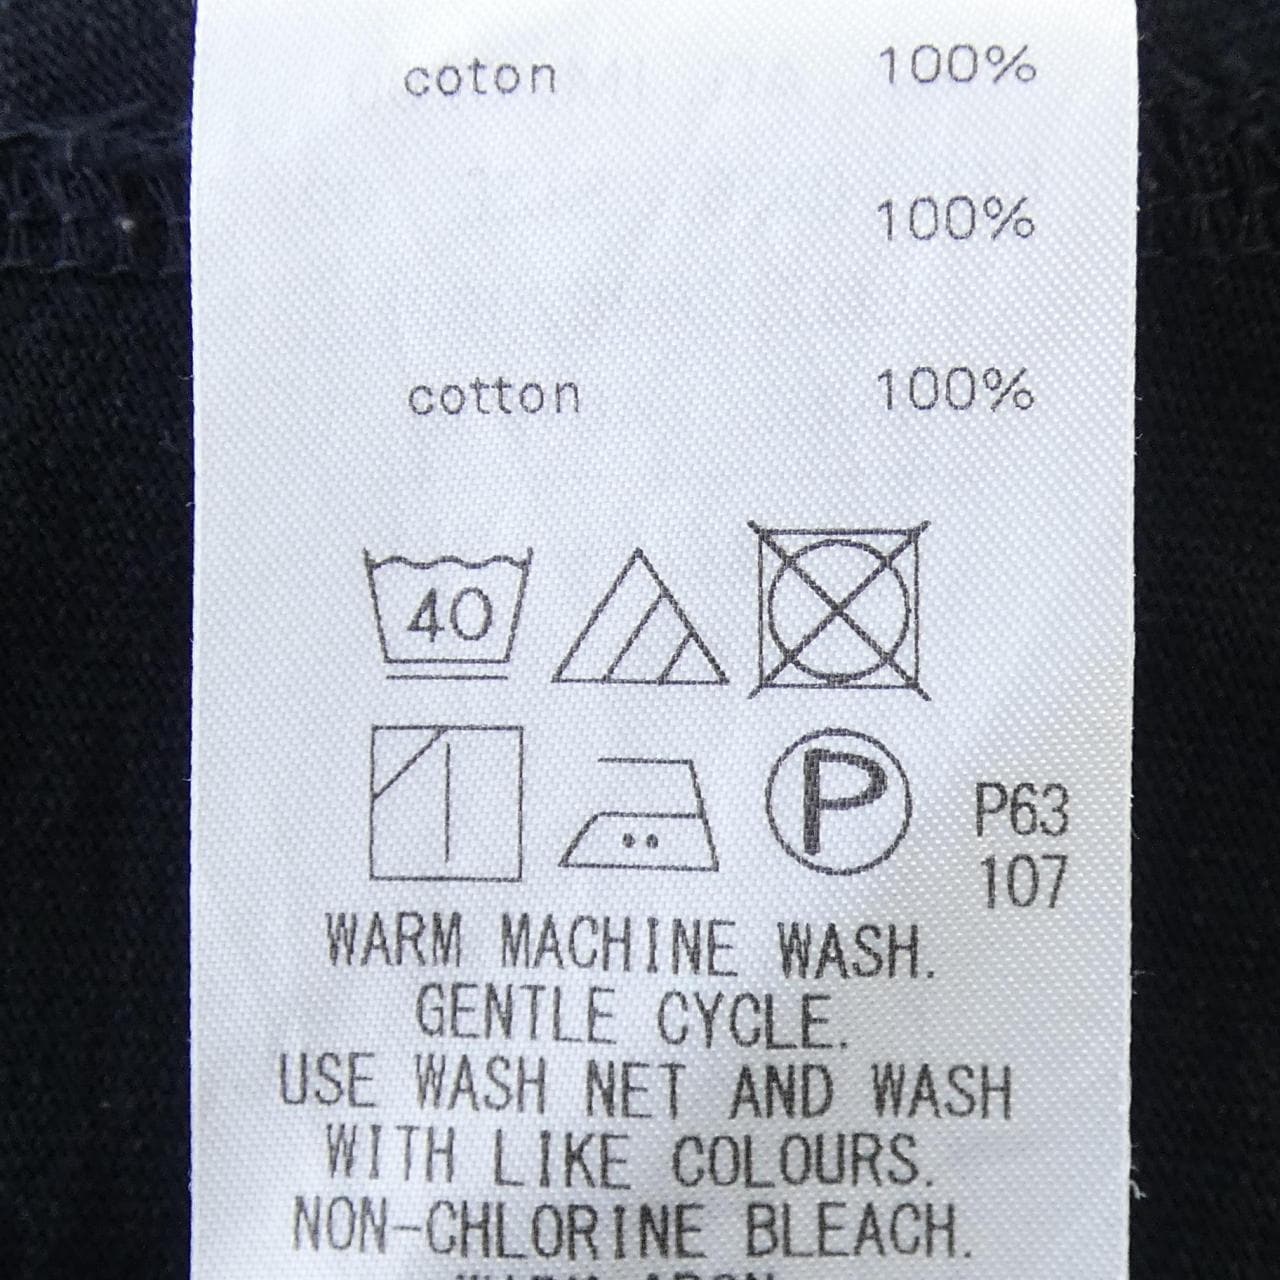 coton 100%
100%
cotton 100%
40
P
P63
107
WARM MACHINE WASH.
GENTLE CYCLE.
USE WASH NET AND WASH
WITH LIKE COLOURS.
NON-CHLORINE BLEACH.